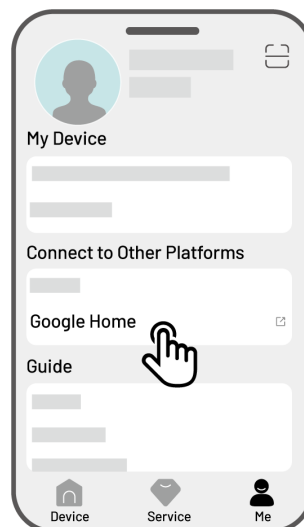 My Device
Connect to Other Platforms
Google Home
Guide
Device Service Me